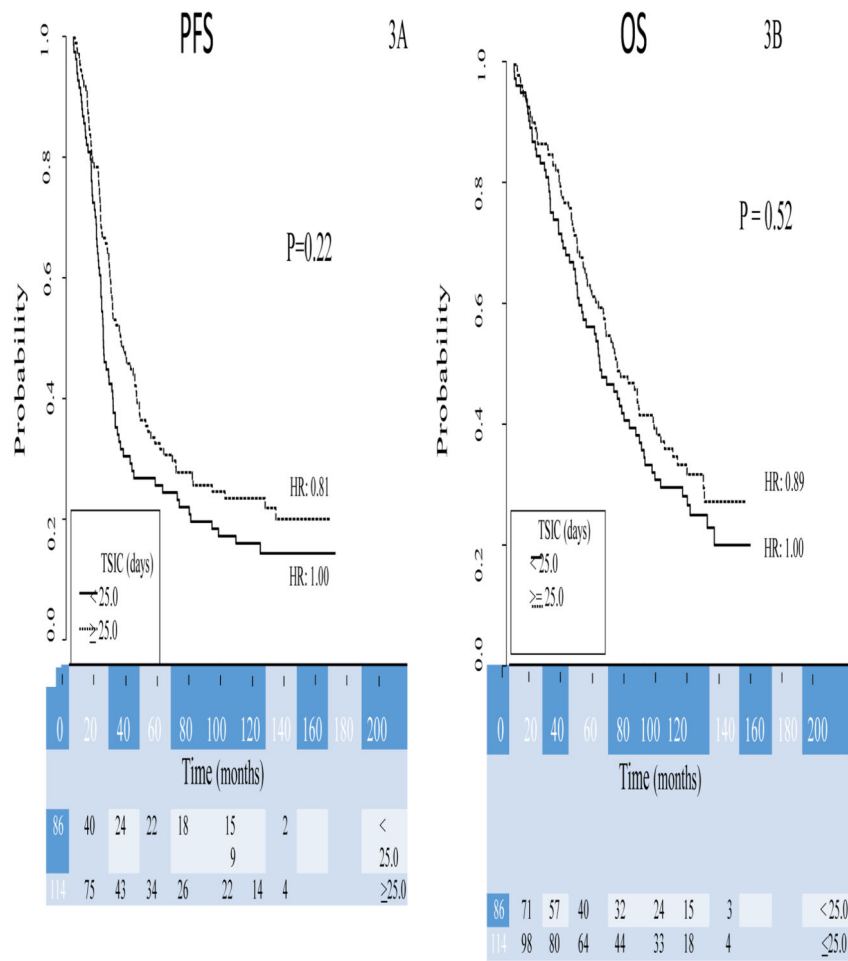 PFS 3A
1.0
0.8
0.6
0.4
0.2
0.0
Probability
P=0.22
HR: 0.81
HR: 1.00
TSIC (days)
< 25.0
≥ 25.0
0 20 40 60 80 100 120 140 160 180 200
Time (months)
86 40 24 22 18 15 2 <
9 25.0
114 75 43 34 26 22 14 4 ≥25.0
OS 3B
1.0
0.8
0.6
0.4
0.2
0.0
Probability
P = 0.52
HR: 0.89
HR: 1.00
TSIC (days)
< 25.0
>= 25.0
0 20 40 60 80 100 120 140 160 180 200
Time (months)
86 71 57 40 32 24 15 3 <25.0
114 98 80 64 44 33 18 4 ≤25.0